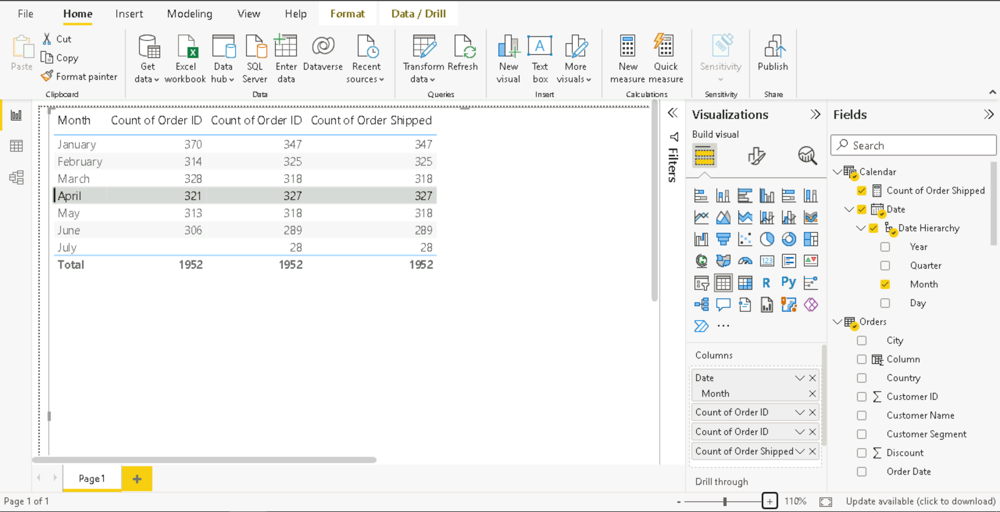 File Home Insert Modeling View Help Format Data / Drill
Paste
Cut
Copy
Format painter
Clipboard
Get data
Excel workbook
Data hub
SQL Server
Enter data
Dataverse
Recent sources
Data
Transform data
Refresh
Queries
New visual
Text box
More visuals
Insert
New measure
Quick measure
Calculations
Sensitivity
Sensitivity
Publish
Share
Month Count of Order ID Count of Order ID Count of Order Shipped
January 370 347 347
February 314 325 325
March 328 318 318
April 321 327 327
May 313 318 318
June 306 289 289
July 28 28
Total 1952 1952 1952
Filters
Visualizations
Build visual
123
R Py
Columns
Date
Month
Count of Order ID
Count of Order ID
Count of Order Shipped
Drill through
Fields
Search
Calendar
Count of Order Shipped
Date
Date Hierarchy
Year
Quarter
Month
Day
Orders
City
Column
Country
Customer ID
Customer Name
Customer Segment
Discount
Order Date
Page1
Page 1 of 1
- + 110%
Update available (click to download)